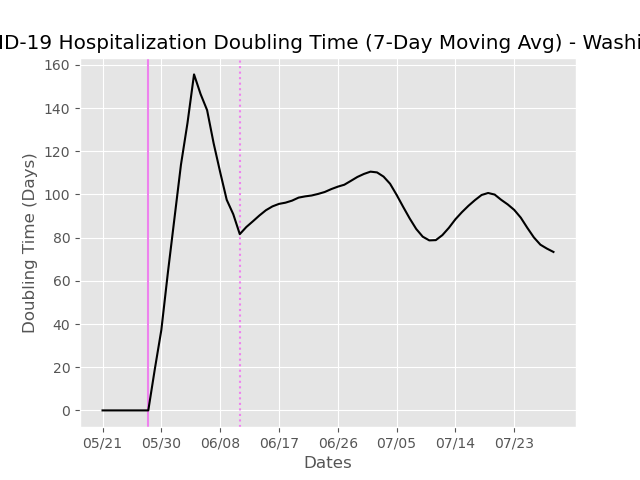 ID-19 Hospitalization Doubling Time (7-Day Moving Avg) - Washi
160
140
120
100
80
60
40
20
0
Doubling Time (Days)
05/21 05/30 06/08 06/17 06/26 07/05 07/14 07/23
Dates